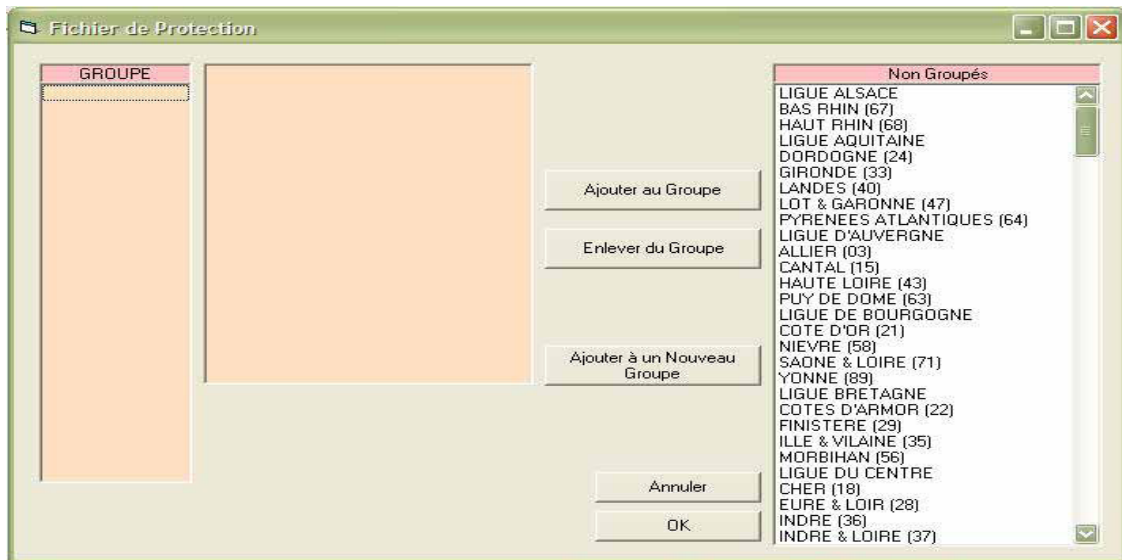 Fichier de Protection
GROUPE
Ajouter au Groupe
Enlever du Groupe
Ajouter à un Nouveau
Groupe
Annuler
OK
Non Groupés
LIGUE ALSACE
BAS RHIN (67)
HAUT RHIN (68)
LIGUE AQUITAINE
DORDOGNE (24)
GIRONDE (33)
LANDES (40)
LOT & GARONNE (47)
PYRENEES ATLANTIQUES (64)
LIGUE D'AUVERGNE
ALLIER (03)
CANTAL (15)
HAUTE LOIRE (43)
PUY DE DOME (63)
LIGUE DE BOURGOGNE
COTE D'OR (21)
NIEVRE (58)
SAONE & LOIRE (71)
YONNE (89)
LIGUE BRETAGNE
COTES D'ARMOR (22)
FINISTERE (29)
ILLE & VILAINE (35)
MORBIHAN (56)
LIGUE DU CENTRE
CHER (18)
EURE & LOIR (28)
INDRE (36)
INDRE & LOIRE (37)